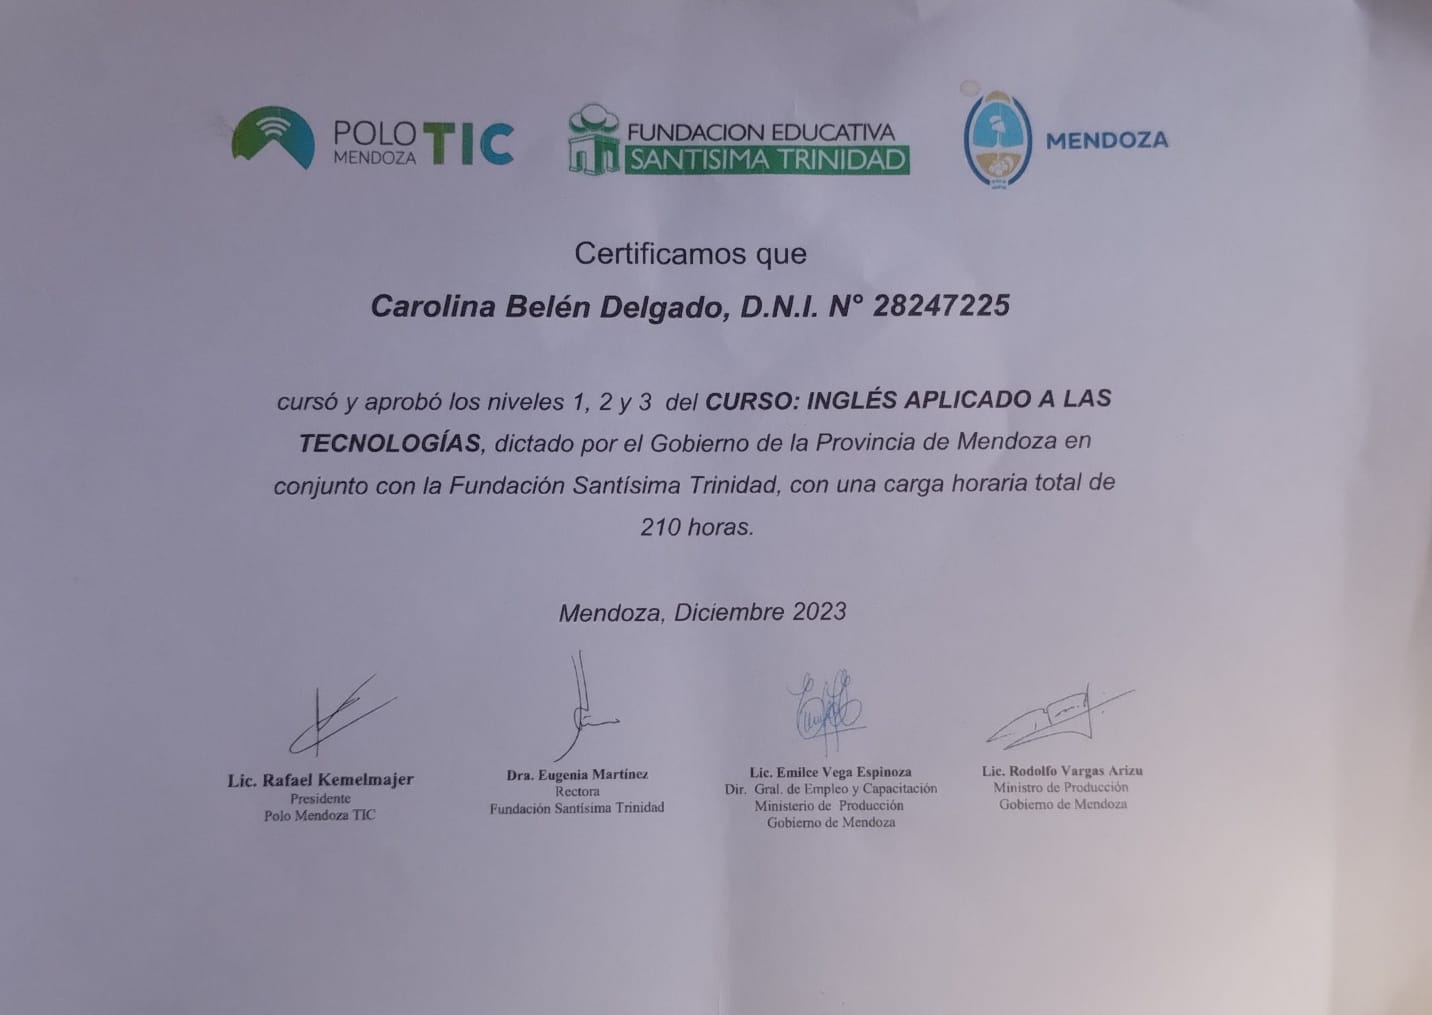 POLO TIC
MENDOZA
FUNDACION EDUCATIVA
SANTISIMA TRINIDAD
MENDOZA
Certificamos que
Carolina Belén Delgado, D.N.I. N° 28247225
cursó y aprobó los niveles 1, 2 y 3 del CURSO: INGLÉS APLICADO A LAS
TECNOLOGÍAS, dictado por el Gobierno de la Provincia de Mendoza en
conjunto con la Fundación Santísima Trinidad, con una carga horaria total de
210 horas.
Mendoza, Diciembre 2023
Lic. Rafael Kemelmajer
Presidente
Polo Mendoza TIC
Dra. Eugenia Martínez
Rectora
Fundación Santísima Trinidad
Lic. Emilce Vega Espinoza
Dir. Gral. de Empleo y Capacitación
Ministerio de Producción
Gobierno de Mendoza
Lic. Rodolfo Vargas Arizu
Ministro de Producción
Gobierno de Mendoza